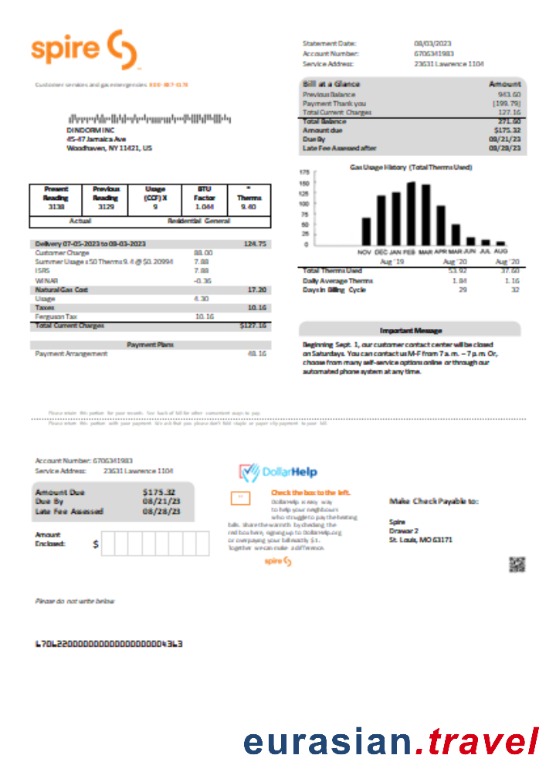 spire
Customer services and gas emergencies 800-887-4173
DINDORM INC
45-47 Jamaica Ave
Woodhaven, NY 11421, US
Statement Date: 08/03/2023
Account Number: 6706341983
Service Address: 23631 Lawrence 1104
Bill at a Glance Amount
Previous Balance 943.60
Payment Thank you (199.79)
Total Current Charges 127.16
Total Balance 271.60
Amount due $175.32
Due By 08/21/23
Late Fee Assessed after 08/28/23
Present Reading Previous Reading Usage (CCF) X BTU Factor = Therms
3138 3129 9 1.044 9.40
Actual Residential General
Delivery 07-05-2023 to 08-03-2023 124.75
Customer Charge 88.00
Summer Usage ≤50 Therms 9.4 @ $0.20994 7.88
ISRS 7.88
WINAR -0.36
Natural Gas Cost 17.20
Usage 4.30
Taxes 10.16
Ferguson Tax 10.16
Total Current Charges $127.16
Payment Plans
Payment Arrangement 48.16
Gas Usage History (Total Therms Used)
175
150
125
100
75
50
25
0
NOV DEC JAN FEB MAR APR MAR JUN JUL AUG
Aug '19 Aug '20 Aug '20
Total Therms Used 53.92 37.60
Daily Average Therms 1.84 1.16
Days in Billing Cycle 29 32
Important Message
Beginning Sept. 1, our customer contact center will be closed
on Saturdays. You can contact us M-F from 7 a.m. – 7 p.m. Or,
choose from many self-service options online or through our
automated phone system at any time.
Please return this portion for your records. See back of bill for other convenient ways to pay.
Please return this portion with your payment. We ask that you please don't fold, staple or paper clip payment to your bill.
Account Number: 6706341983
Service Address: 23631 Lawrence 1104
Amount Due $175.32
Due By 08/21/23
Late Fee Assessed 08/28/23
Amount
Enclosed: $
DollarHelp
Check the box to the left.
DollarHelp is easy way
to help your neighbours
who struggle to pay the heating
bills. Share the warmth by checking the
red box here, signing up to DollarHelp.org
or overpaying your bill exactly $1.
Together we can make a difference.
spire
Make Check Payable to:
Spire
Drawer 2
St. Louis, MO 63171
Please do not write below
eurasian.travel